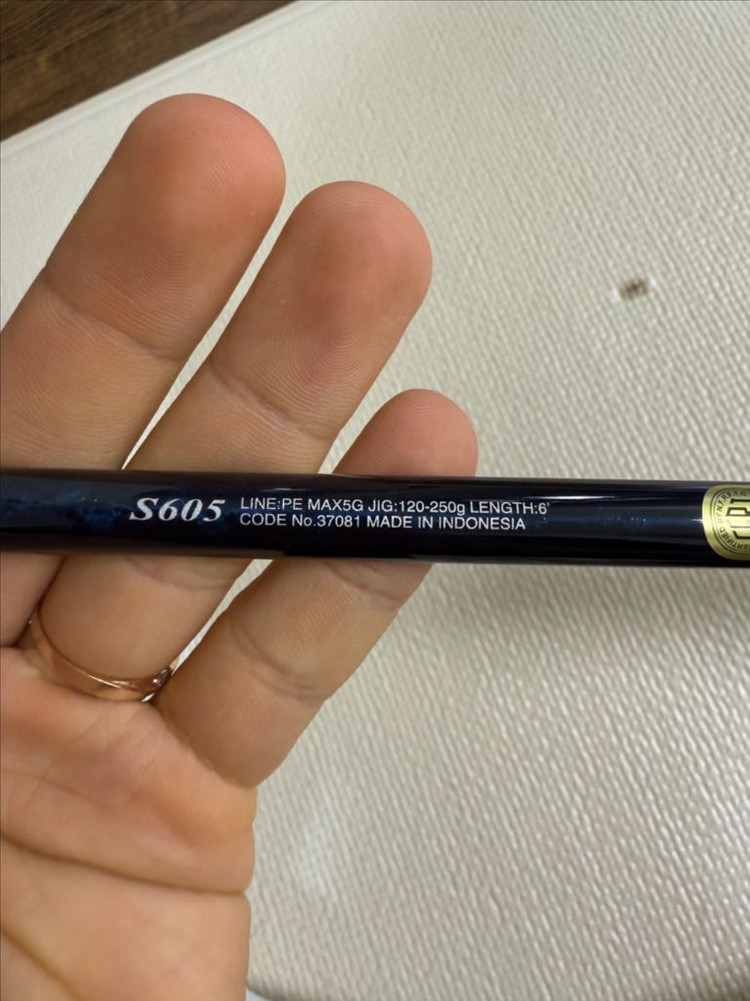 S605
LINE:PE MAX5G JIG:120-250g LENGTH:6'
CODE No.37081 MADE IN INDONESIA